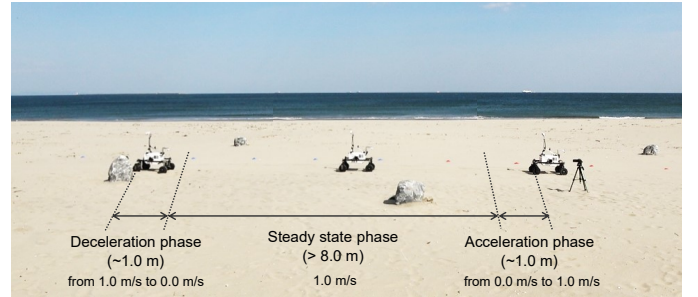 Deceleration phase
(~1.0 m)
from 1.0 m/s to 0.0 m/s
Steady state phase
(> 8.0 m)
1.0 m/s
Acceleration phase
(~1.0 m)
from 0.0 m/s to 1.0 m/s